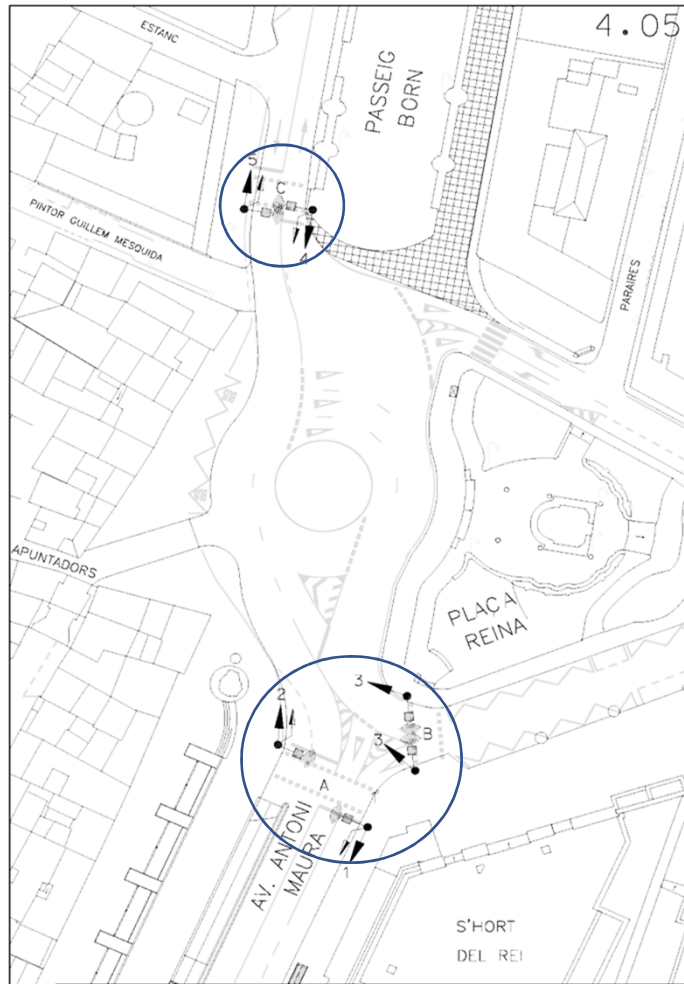 4.05
ESTANC
PASSEIG
BORN
5
C
4
PINTOR GUILLEM MESQUIDA
PARAIRES
APUNTADORS
PLAÇA
REINA
3
2
3
B
A
AV. ANTONI
MAURA
1
S'HORT
DEL REI